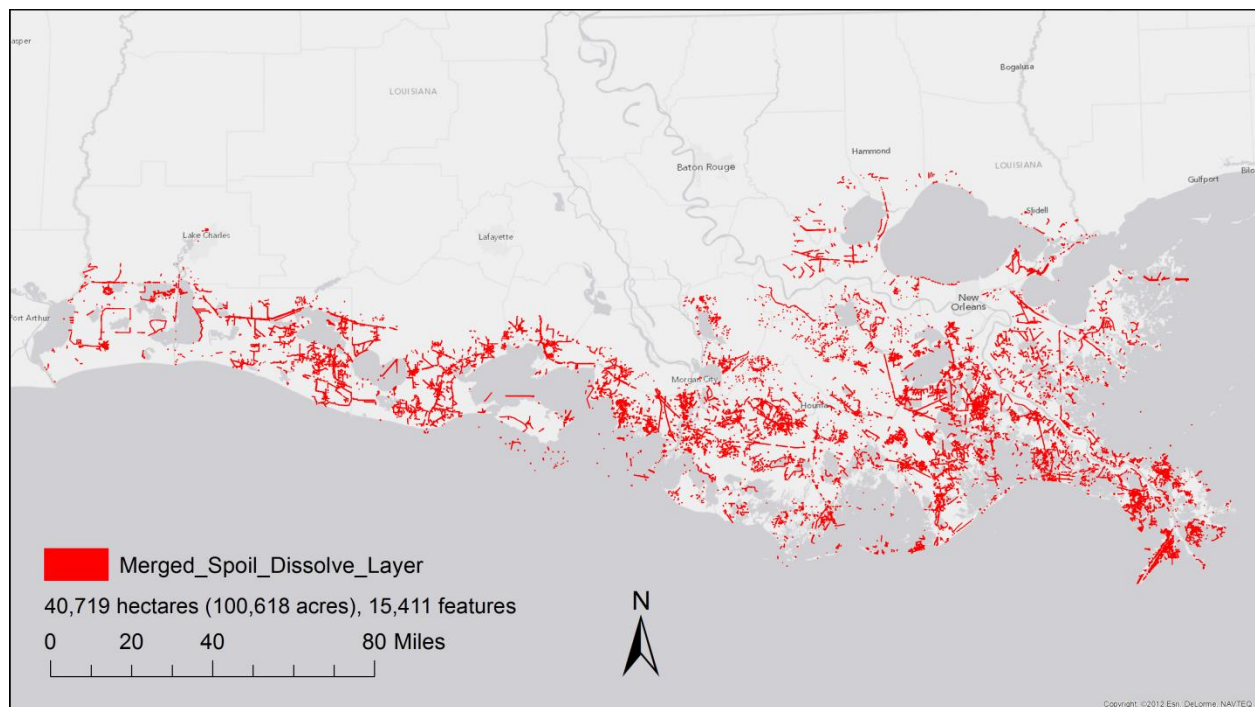 asper
LOUISIANA
Bogalusa
Baton Rouge
Hammond
LOUISIANA
Gulfport
Bilo
Slidell
Lake Charles
Lafayette
Port Arthur
New
Orleans
Morgan City
Houma
Merged_Spoil_Dissolve_Layer
40,719 hectares (100,618 acres), 15,411 features
0 20 40 80 Miles
N
Copyright: ©2012 Esri, DeLorme, NAVTEQ